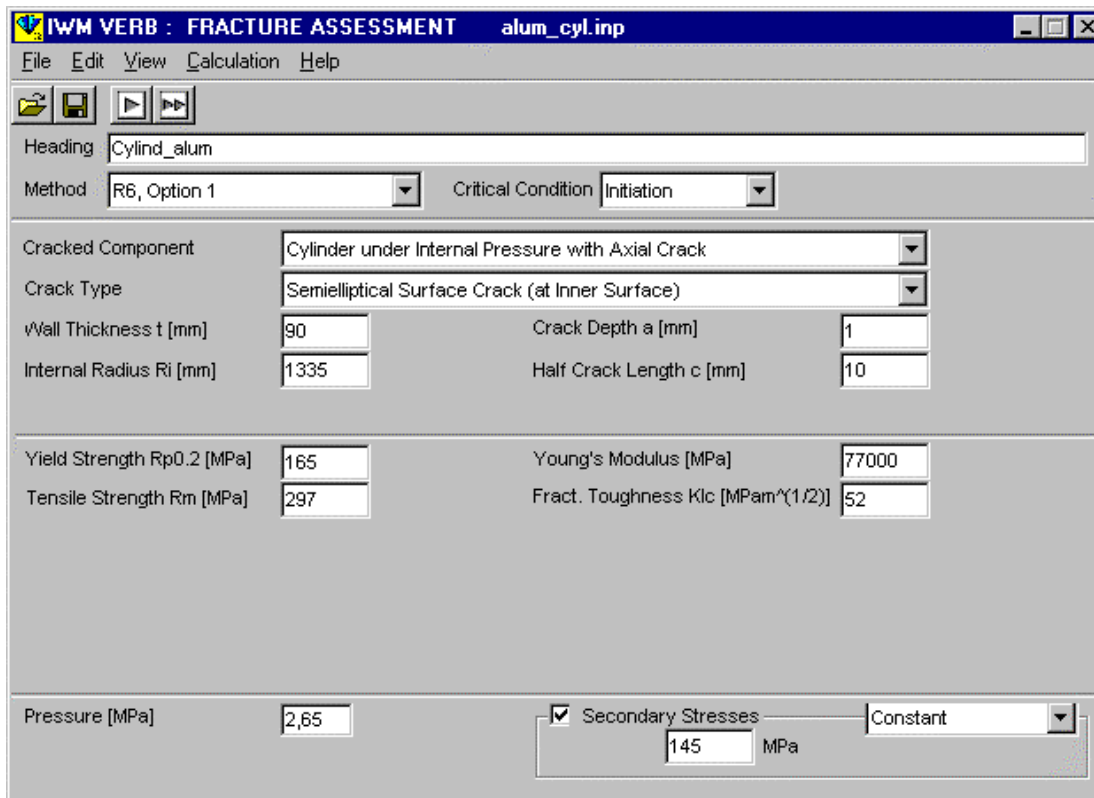 IWM VERB : FRACTURE ASSESSMENT alum_cyl.inp
File Edit View Calculation Help
Heading Cylind_alum
Method R6, Option 1 Critical Condition Initiation
Cracked Component Cylinder under Internal Pressure with Axial Crack
Crack Type Semielliptical Surface Crack (at Inner Surface)
Wall Thickness t [mm] 90 Crack Depth a [mm] 1
Internal Radius Ri [mm] 1335 Half Crack Length c [mm] 10
Yield Strength Rp0.2 [MPa] 165 Young's Modulus [MPa] 77000
Tensile Strength Rm [MPa] 297 Fract. Toughness KIc [MPam^(1/2)] 52
Pressure [MPa] 2,65 Secondary Stresses Constant
145 MPa